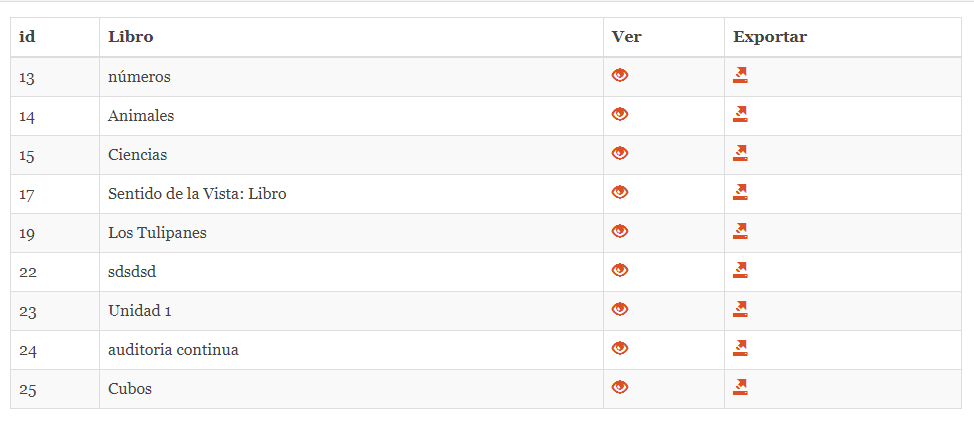 id Libro Ver Exportar
13 números
14 Animales
15 Ciencias
17 Sentido de la Vista: Libro
19 Los Tulipanes
22 sdsdsd
23 Unidad 1
24 auditoria continua
25 Cubos